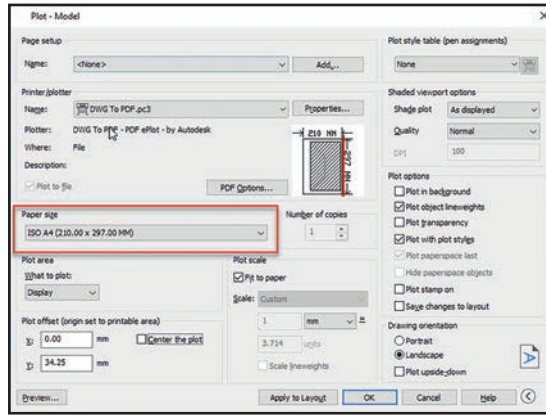 Plot - Model
Page setup
Name: <None> Add...
Plot style table (pen assignments)
None
Printer/plotter
Name: DWG To PDF.pc3 Properties...
Plotter: DWG To PDF - PDF ePlot - by Autodesk
Where: File
Description:
Plot to file PDF Options...
210 MM
297 MM
Shaded viewport options
Shade plot As displayed
Quality Normal
DPI 100
Paper size
ISO A4 (210.00 x 297.00 MM)
Number of copies
1
Plot options
Plot in background
Plot object lineweights
Plot transparency
Plot with plot styles
Plot paperspace last
Hide paperspace objects
Plot stamp on
Save changes to layout
Plot area
What to plot:
Display
Plot scale
Fit to paper
Scale: Custom
1 mm =
3.714 units
Scale lineweights
Plot offset (origin set to printable area)
X: 0.00 mm Center the plot
Y: 34.25 mm
Drawing orientation
Portrait
Landscape
Plot upside-down
A
Preview... Apply to Layout OK Cancel Help